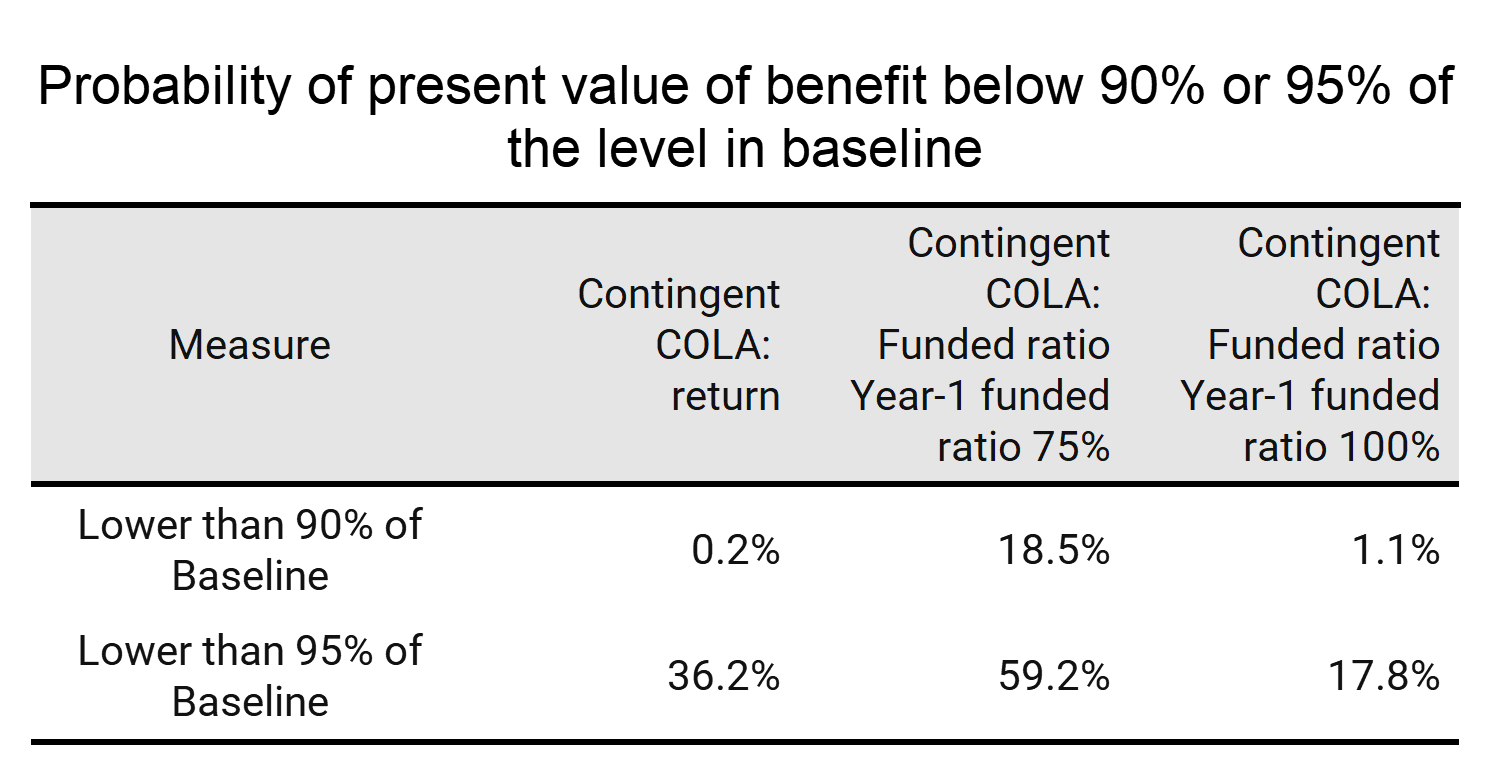 Probability of present value of benefit below 90% or 95% of
the level in baseline
Measure
Contingent
COLA:
return
Contingent
COLA:
Funded ratio
Year-1 funded
ratio 75%
Contingent
COLA:
Funded ratio
Year-1 funded
ratio 100%
Lower than 90% of
Baseline
0.2%
18.5%
1.1%
Lower than 95% of
Baseline
36.2%
59.2%
17.8%